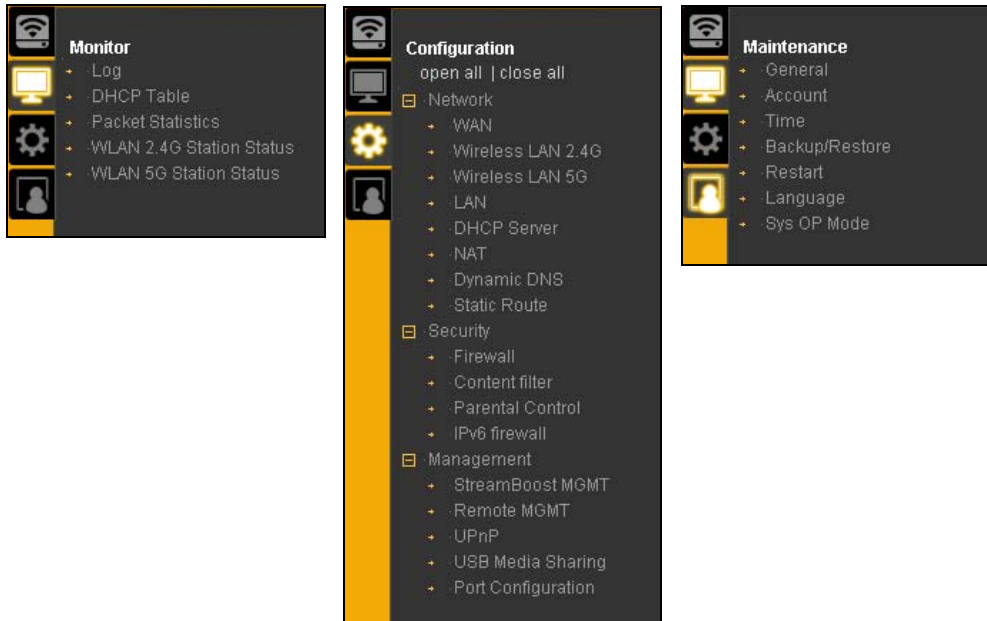 Monitor
Log
DHCP Table
Packet Statistics
WLAN 2.4G Station Status
WLAN 5G Station Status
Configuration
open all | close all
Network
WAN
Wireless LAN 2.4G
Wireless LAN 5G
LAN
DHCP Server
NAT
Dynamic DNS
Static Route
Security
Firewall
Content filter
Parental Control
IPv6 firewall
Management
StreamBoost MGMT
Remote MGMT
UPnP
USB Media Sharing
Port Configuration
Maintenance
General
Account
Time
Backup/Restore
Restart
Language
Sys OP Mode